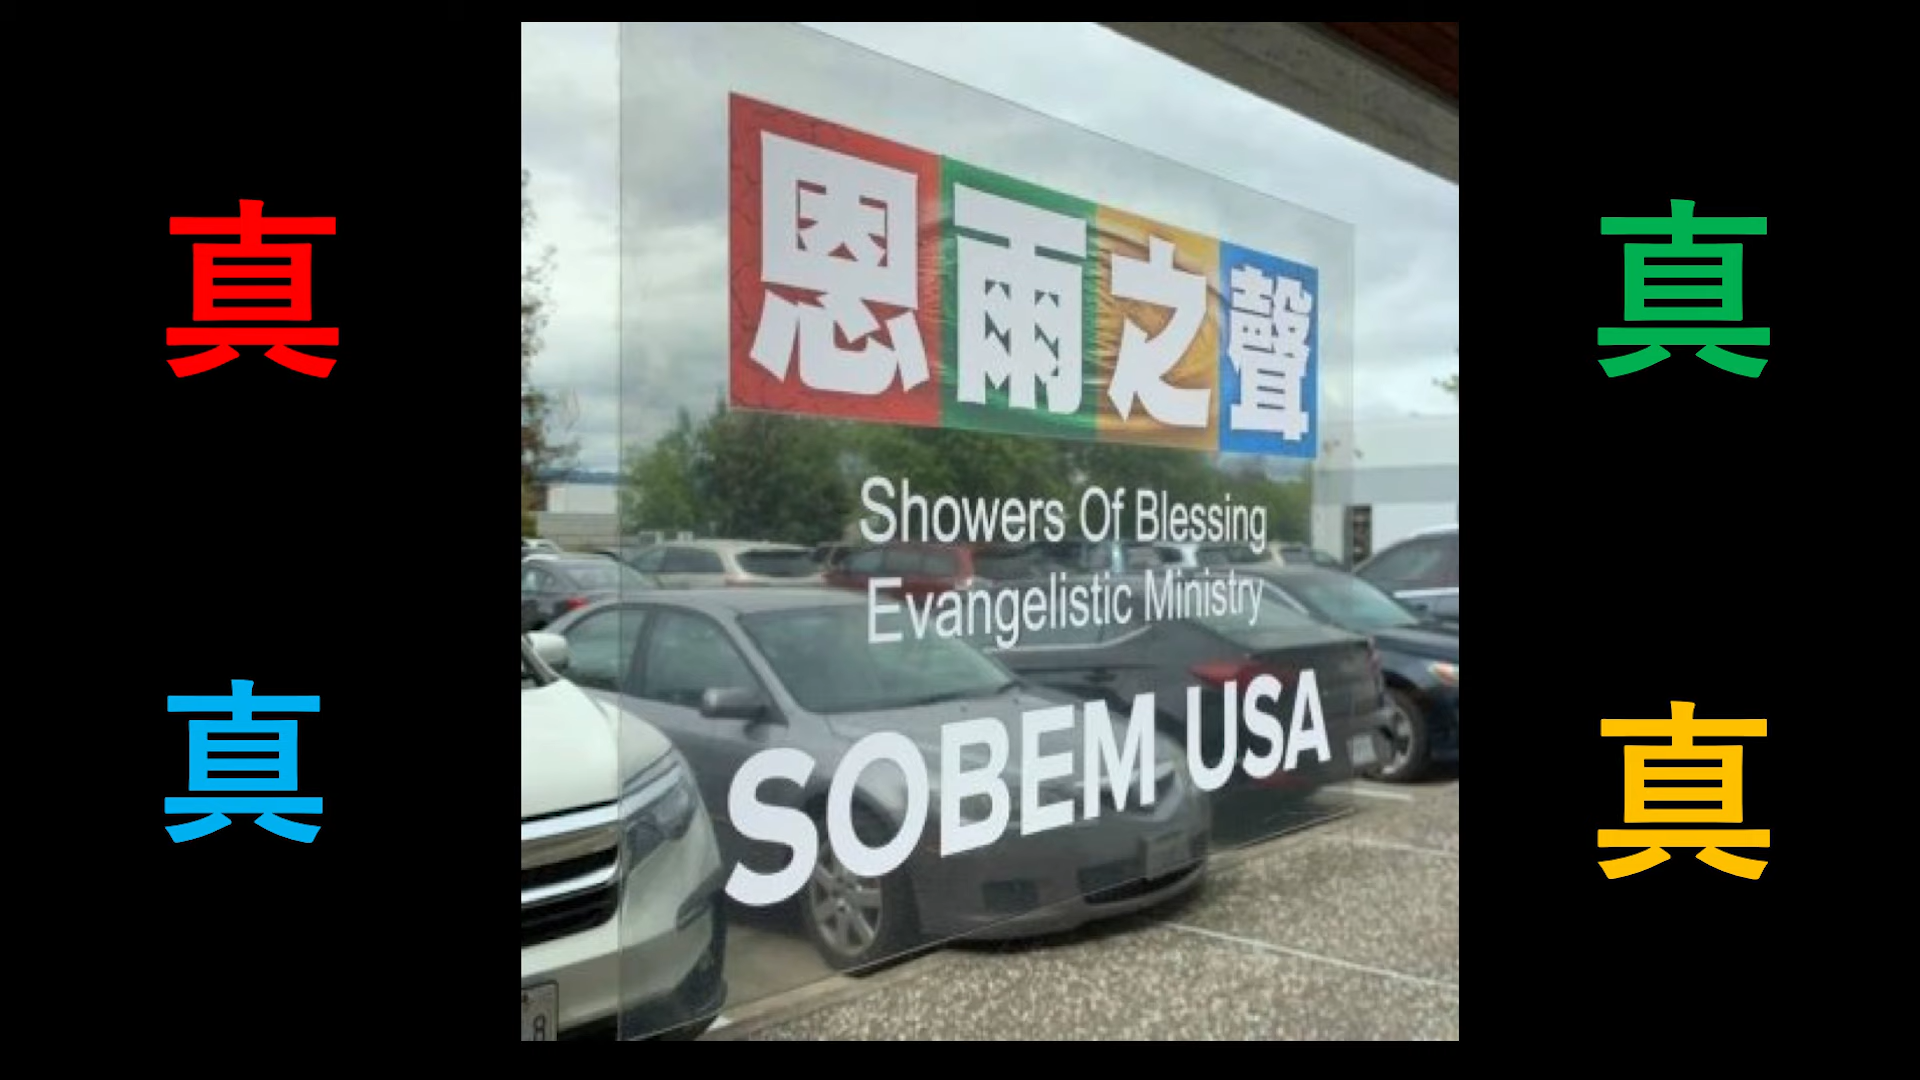 真
真
恩雨之聲
Showers Of Blessing
Evangelistic Ministry
SOBEM USA
真
真